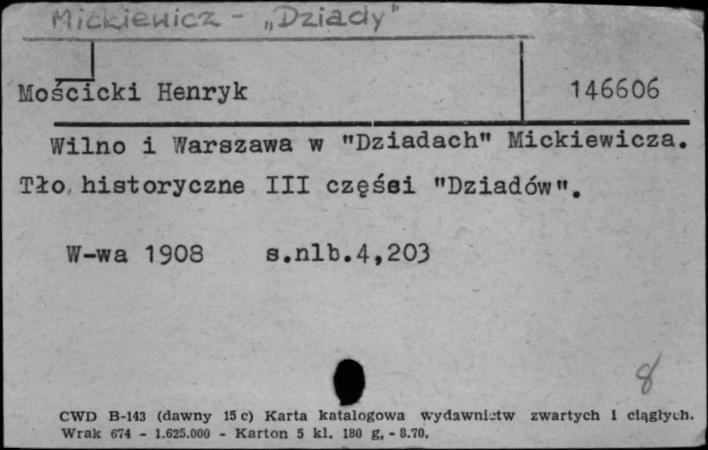 Mickiewicz - „Dziady"
Mościcki Henryk 146606
Wilno i Warszawa w "Dziadach" Mickiewicza.
Tło historyczne III części "Dziadów".
W-wa 1908 s.nlb.4,203
8
CWD B-143 (dawny 15 c) Karta katalogowa wydawnictw zwartych i ciągłych.
Wrak 674 - 1.625.000 - Karton 5 kl. 180 g, - 8.70.